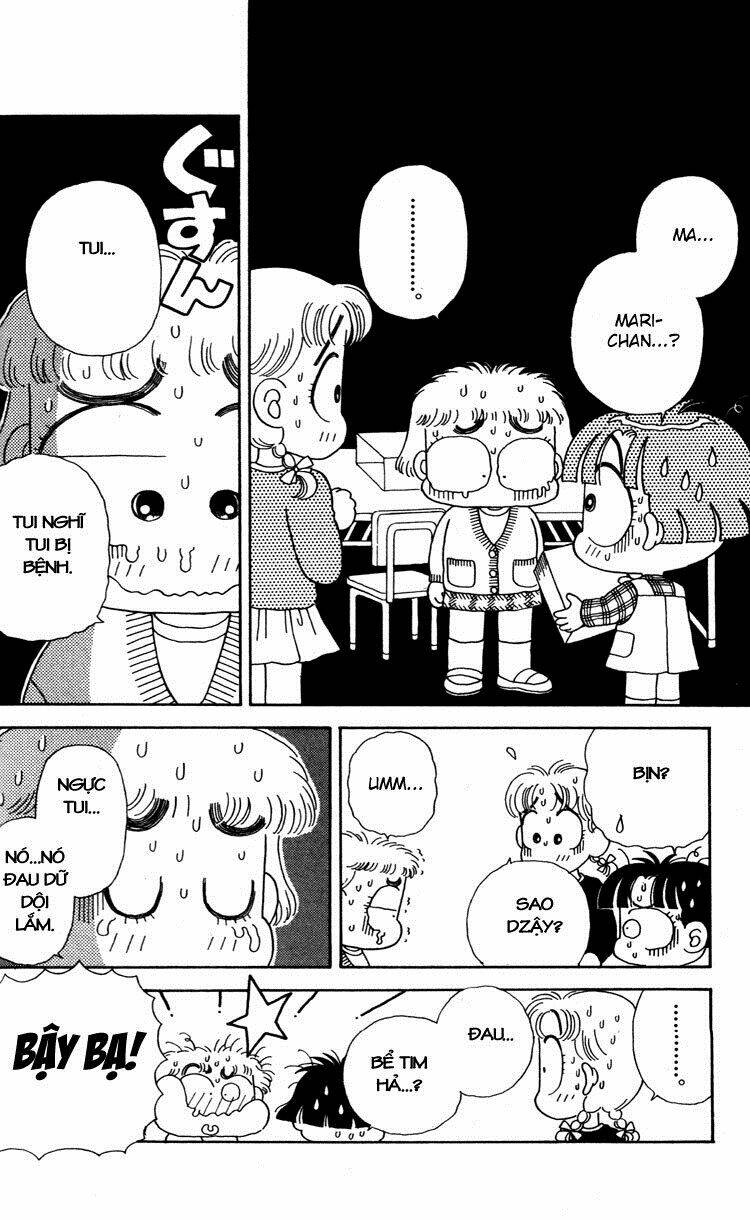 MA...
MARI-
CHAN...?
..........。
ぐすん
TUI...
TUI NGHĨ
TUI BỊ
BỆNH.
BỊN?
SAO
DZẬY?
UMM...
NGỰC
TUI...
NÓ...NÓ
ĐAU DỮ
DỘI
LẮM.
..........
ĐAU...
BỂ TIM
HẢ...?
BẬY BẠ!